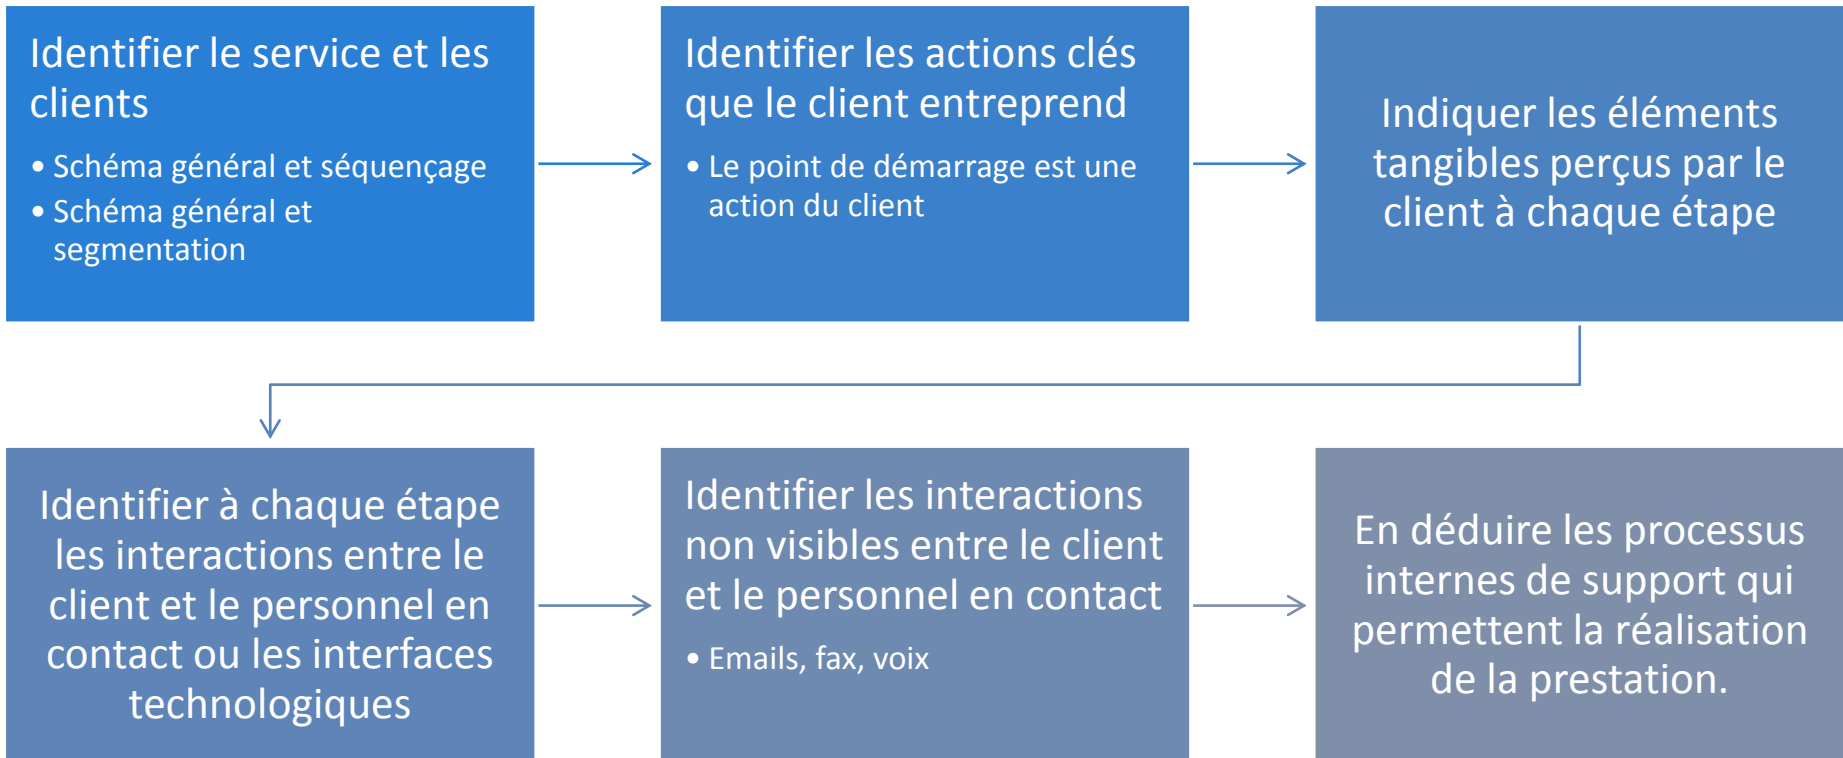 Identifier le service et les
clients
• Schéma général et séquençage
• Schéma général et
segmentation
Identifier les actions clés
que le client entreprend
• Le point de démarrage est une
action du client
Indiquer les éléments
tangibles perçus par le
client à chaque étape
Identifier à chaque étape
les interactions entre le
client et le personnel en
contact ou les interfaces
technologiques
Identifier les interactions
non visibles entre le client
et le personnel en contact
• Emails, fax, voix
En déduire les processus
internes de support qui
permettent la réalisation
de la prestation.